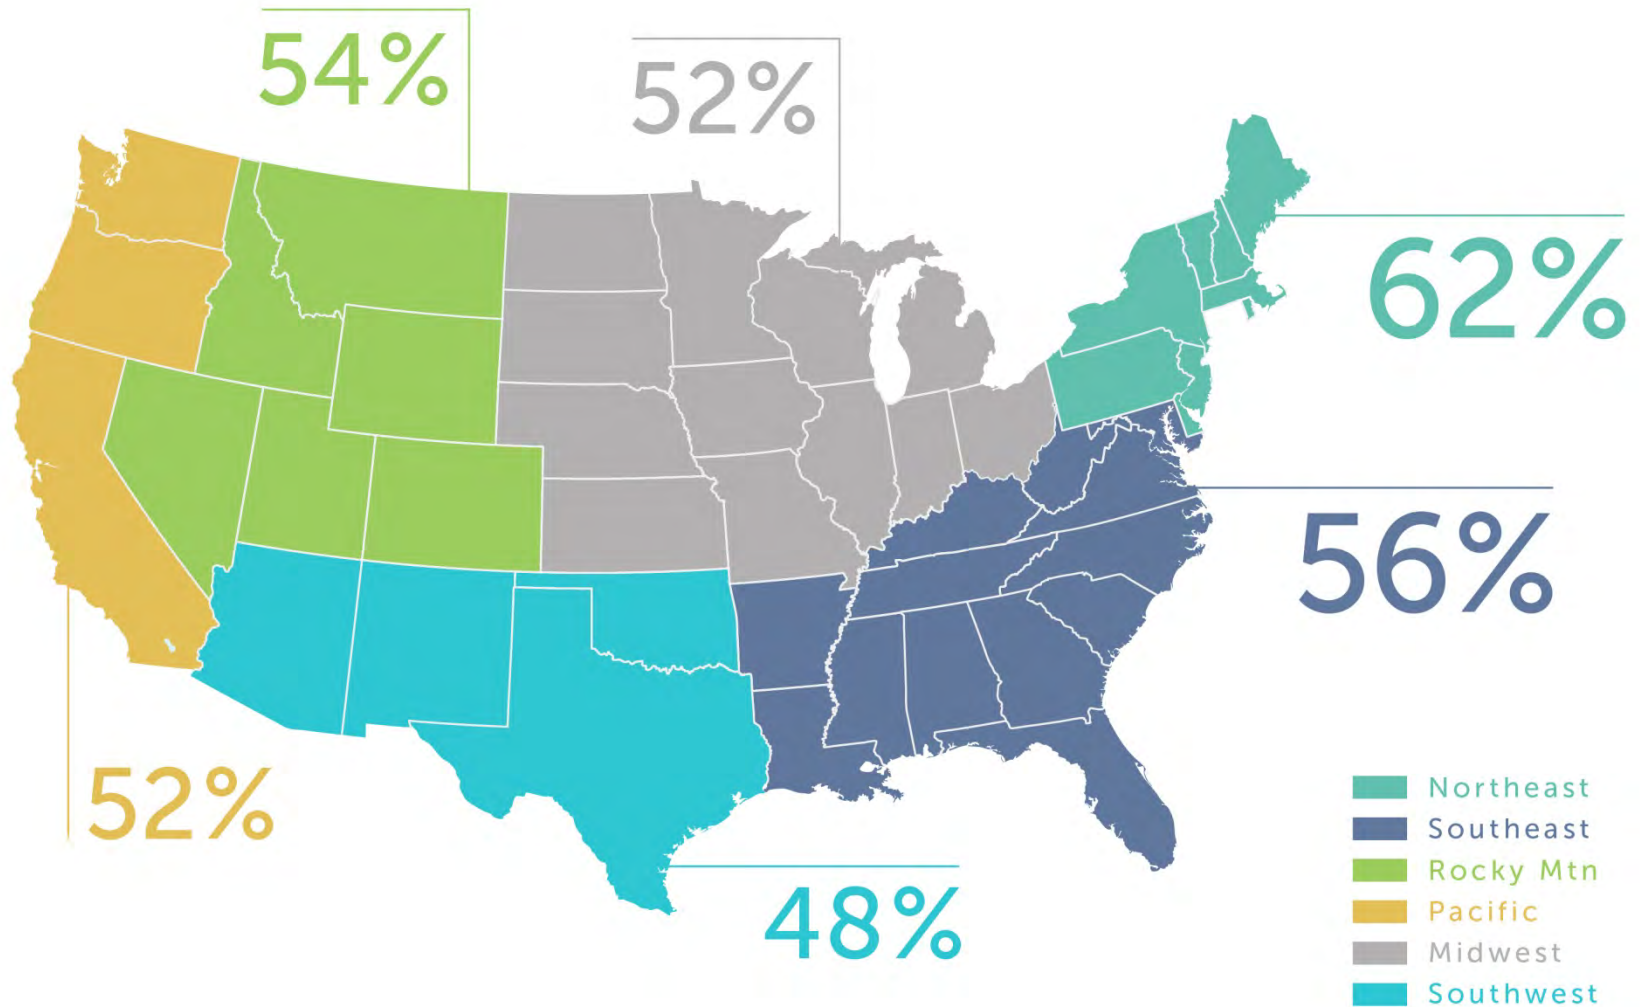 54%
52%
62%
56%
52%
48%
Northeast
Southeast
Rocky Mtn
Pacific
Midwest
Southwest